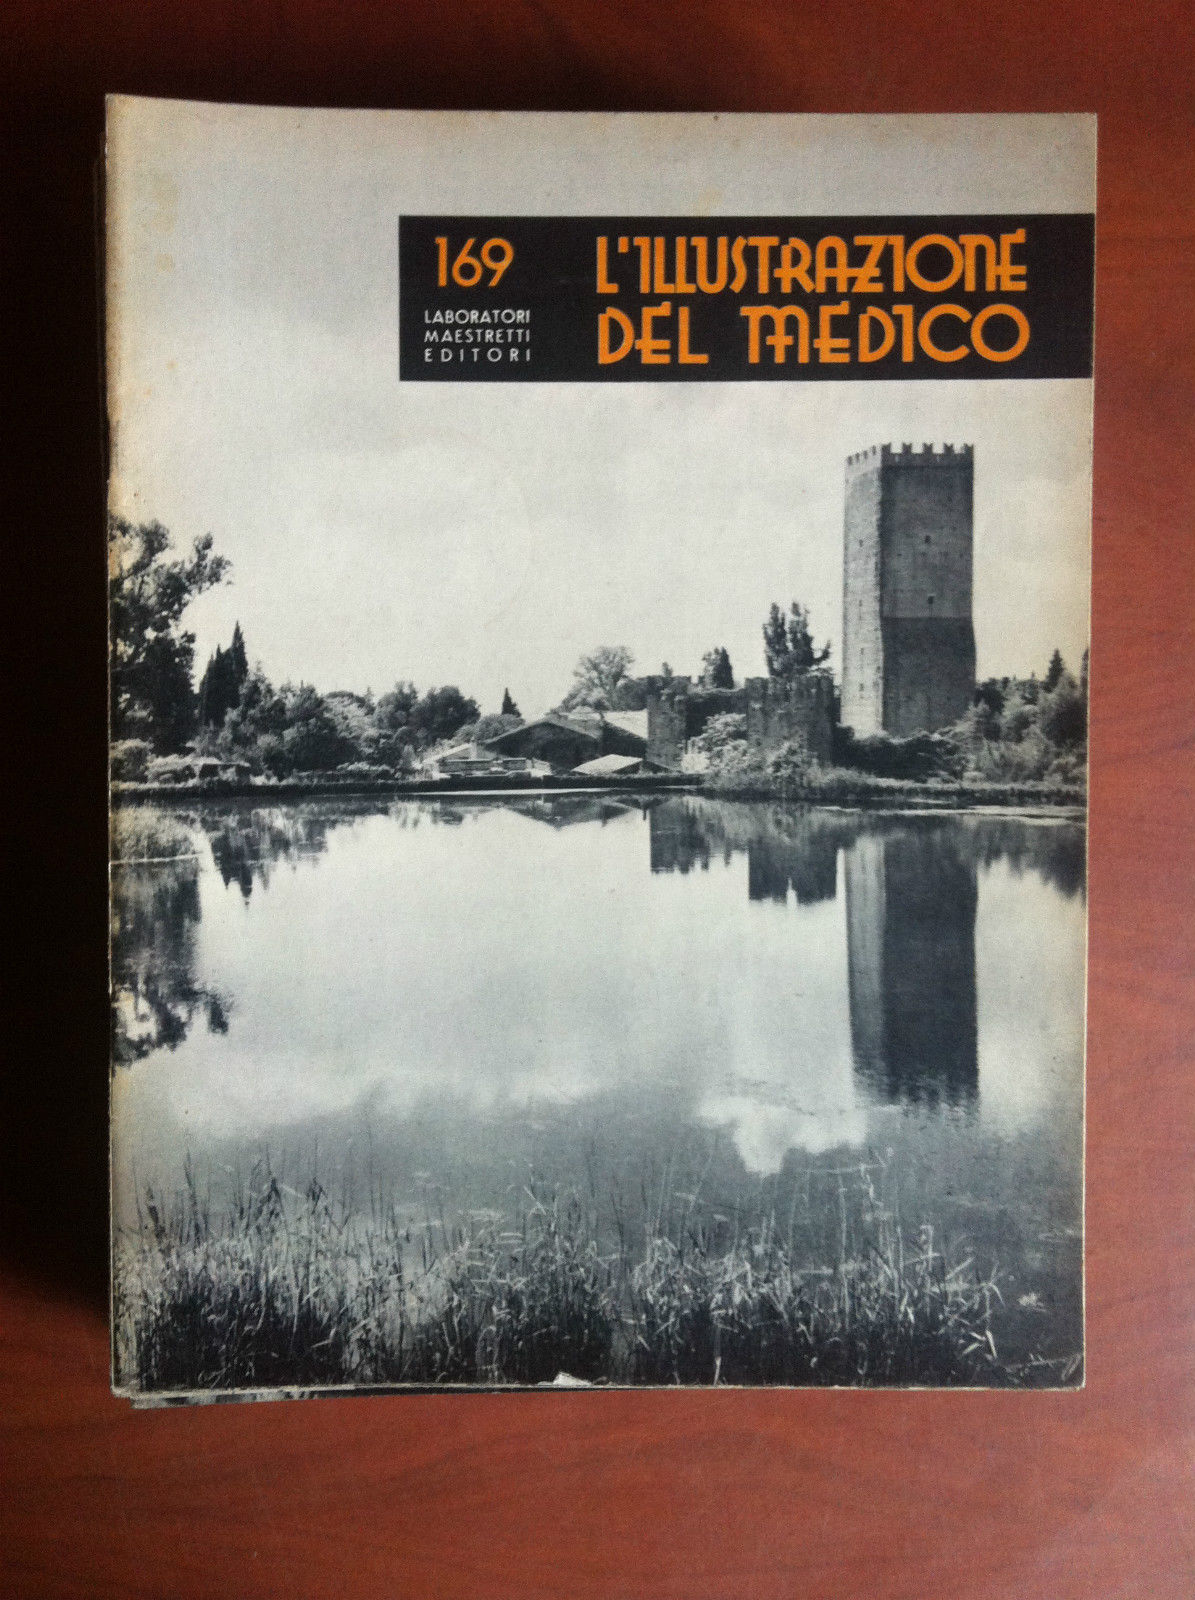 169
LABORATORI
MAESTRETTI
EDITORI
L'ILLUSTRAZIONE
DEL MEDICO